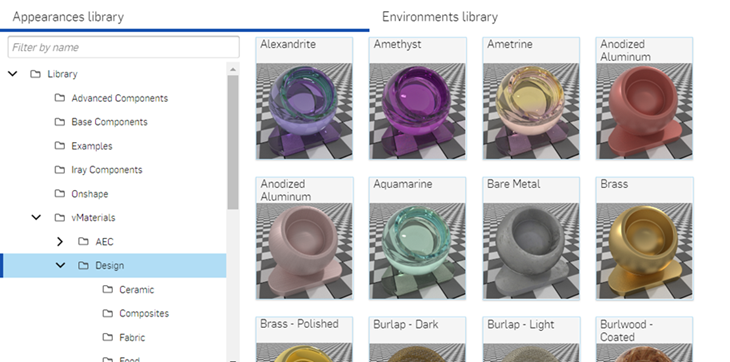 Appearances library
Environments library
Filter by name
Library
Advanced Components
Base Components
Examples
Iray Components
Onshape
vMaterials
AEC
Design
Ceramic
Composites
Fabric
Food
Alexandrite
Amethyst
Ametrine
Anodized
Aluminum
Anodized
Aluminum
Aquamarine
Bare Metal
Brass
Brass - Polished
Burlap - Dark
Burlap - Light
Burlwood -
Coated